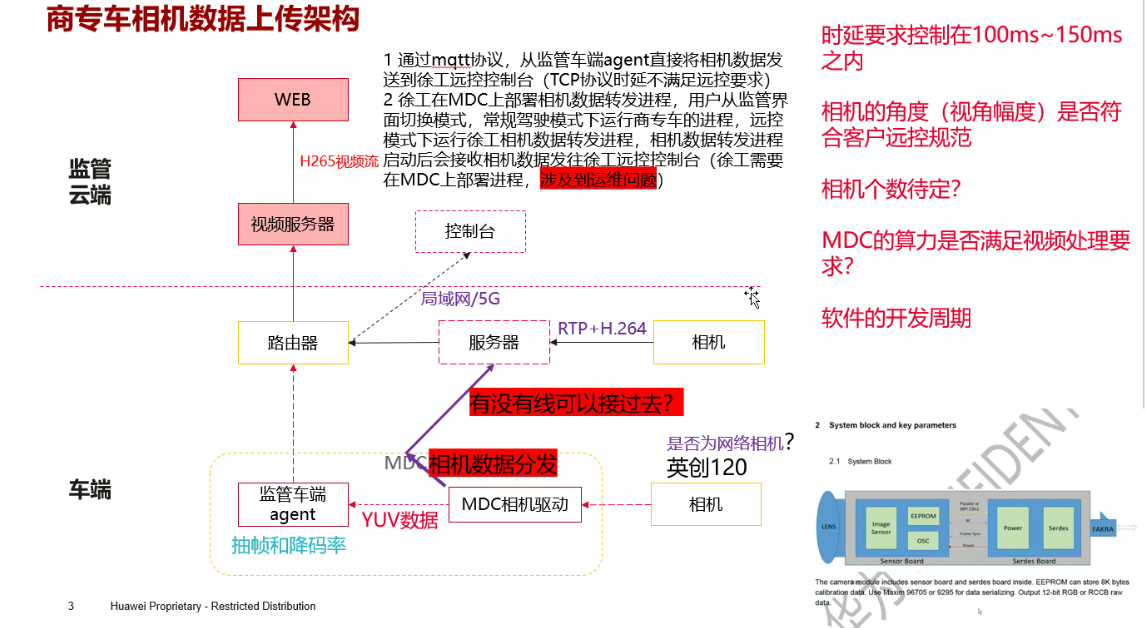 商专车相机数据上传架构
1 通过mqtt协议，从监管车端agent直接将相机数据发
送到徐工远控控制台（TCP协议时延不满足远控要求）
2 徐工在MDC上部署相机数据转发进程，用户从监管界
面切换模式，常规驾驶模式下运行商专车的进程，远控
模式下运行徐工相机数据转发进程，相机数据转发进程
启动后会接收相机数据发往徐工远控控制台（徐工需要
在MDC上部署进程，涉及到运维问题）
WEB
H265视频流
监管
云端
视频服务器
控制台
局域网/5G
路由器
服务器
RTP+H.264
相机
有没有线可以接过去？
是否为网络相机？
英创120
MDC相机数据分发
车端
监管车端
agent
YUV数据
MDC相机驱动
相机
抽帧和降码率
时延要求控制在100ms~150ms
之内
相机的角度（视角幅度）是否符
合客户远控规范
相机个数待定？
MDC的算力是否满足视频处理要
求？
软件的开发周期
2 System block and key parameters
2.1 System Block
LENS
Image
Sensor
EEPROM
OSC
Sensor Board
Parallel or
MIPI CSI-2
I2C
Frame Sync
Power
Power
Serdes
Serdes Board
FAKRA
The camera module includes sensor board and serdes board inside. EEPROM can store 8K bytes
calibration data. Use Maxim 96705 or 9295 for data serializing. Output 12-bit RGB or RCCB raw
data.
3 Huawei Proprietary - Restricted Distribution